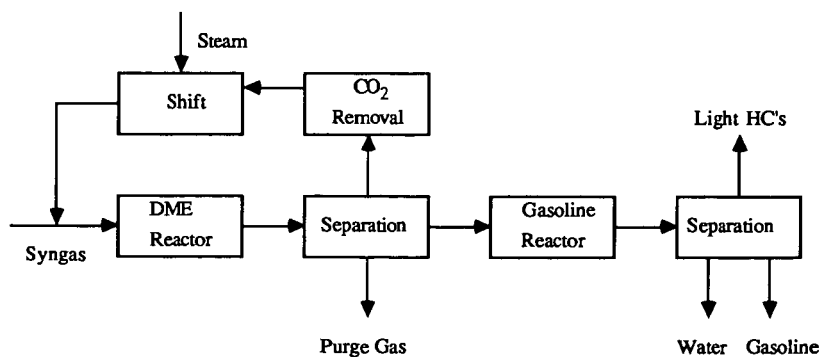 Steam
Shift
CO2
Removal
Light HC's
Syngas
DME
Reactor
Separation
Gasoline
Reactor
Separation
Purge Gas
Water
Gasoline